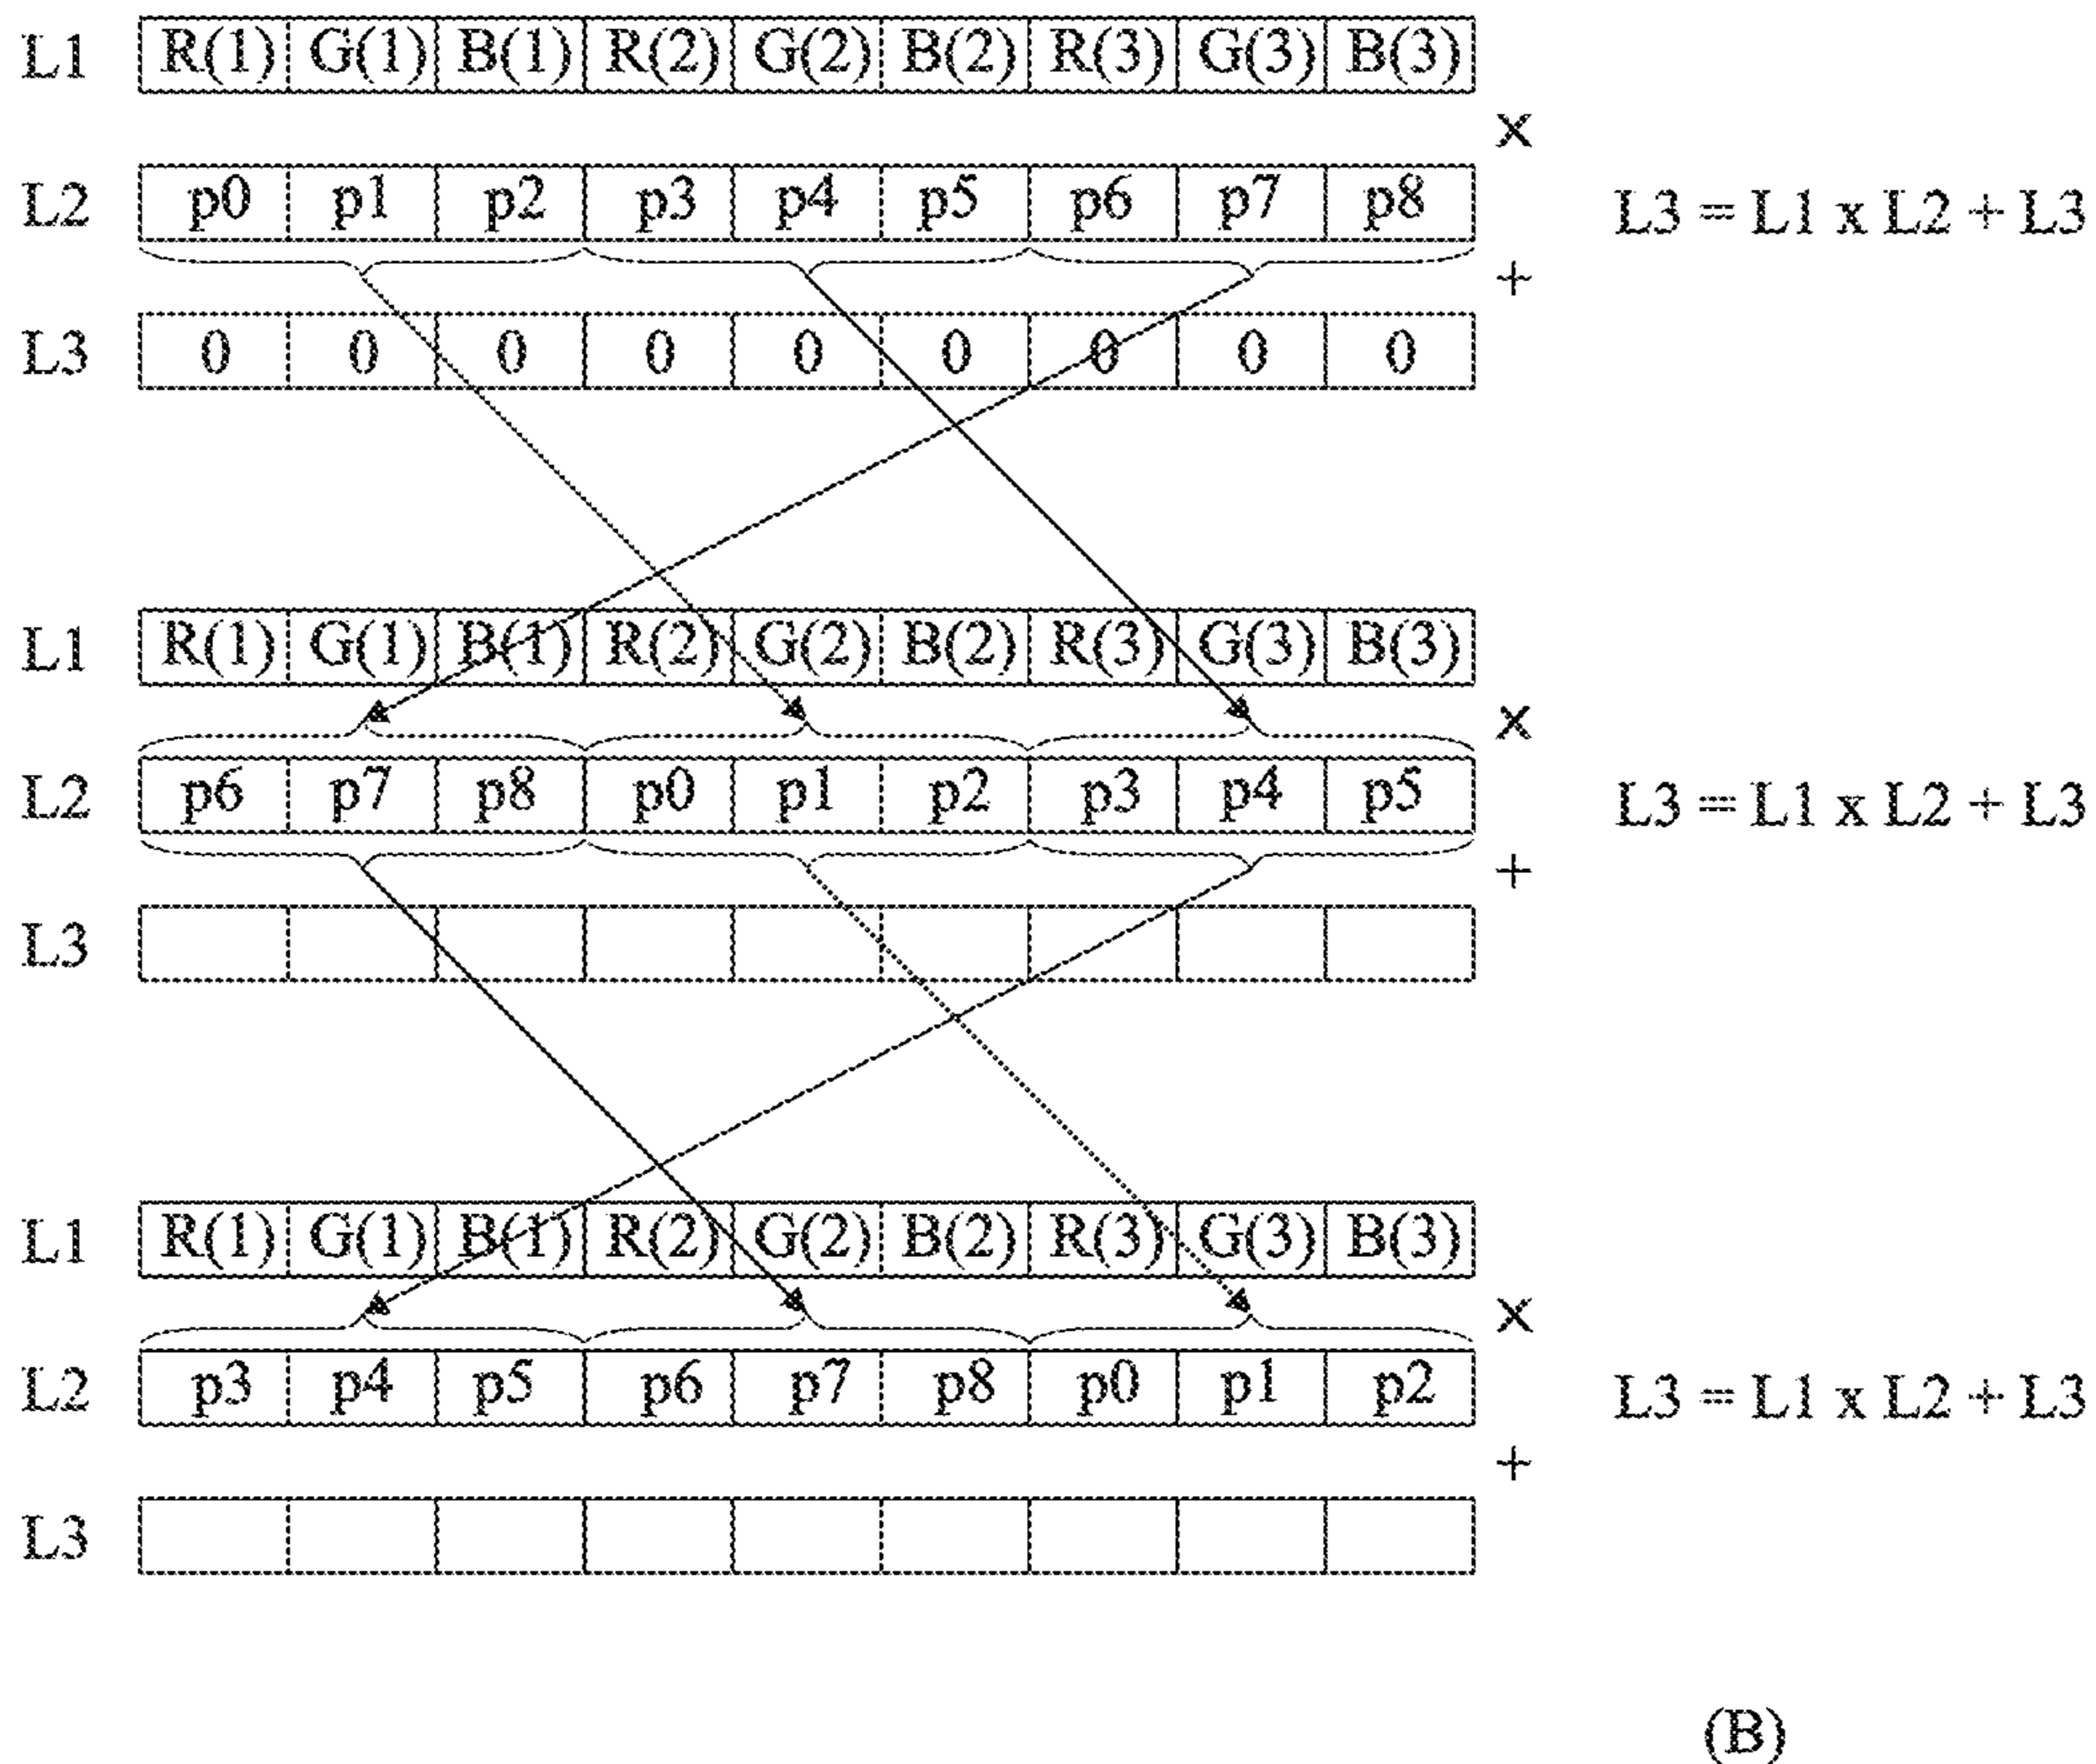 L1 R(1) G(1) B(1) R(2) G(2) B(2) R(3) G(3) B(3)
x
L2 p0 p1 p2 p3 p4 p5 p6 p7 p8 L3 = L1 x L2 + L3
+
L3 0 0 0 0 0 0 0 0 0
L1 R(1) G(1) B(1) R(2) G(2) B(2) R(3) G(3) B(3)
x
L2 p6 p7 p8 p0 p1 p2 p3 p4 p5 L3 = L1 x L2 + L3
+
L3
L1 R(1) G(1) B(1) R(2) G(2) B(2) R(3) G(3) B(3)
x
L2 p3 p4 p5 p6 p7 p8 p0 p1 p2 L3 = L1 x L2 + L3
+
L3
(B)